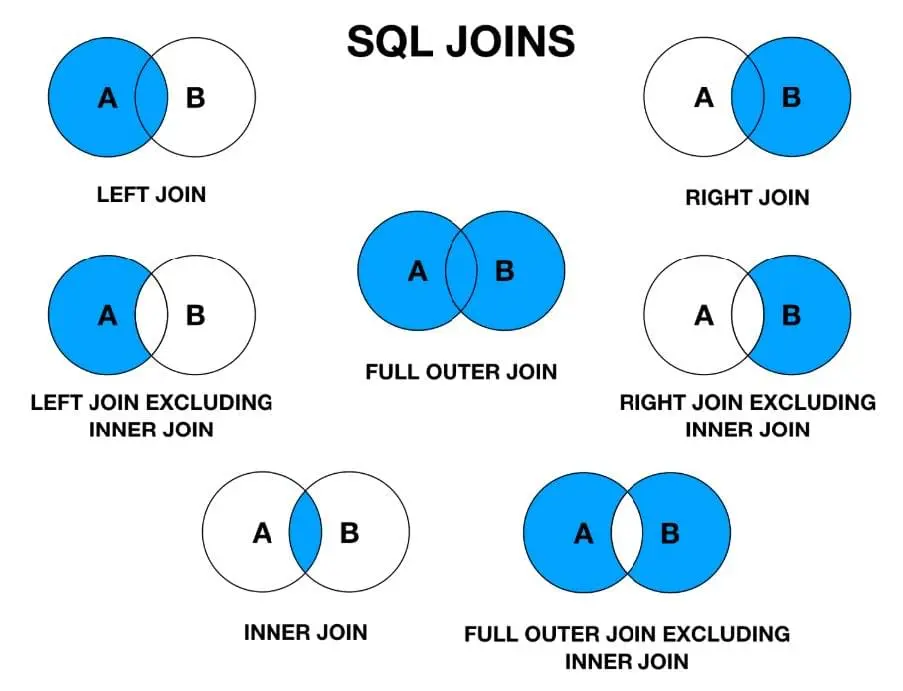 SQL JOINS
A B
LEFT JOIN
A B
RIGHT JOIN
A B
FULL OUTER JOIN
A B
LEFT JOIN EXCLUDING
INNER JOIN
A B
RIGHT JOIN EXCLUDING
INNER JOIN
A B
INNER JOIN
A B
FULL OUTER JOIN EXCLUDING
INNER JOIN